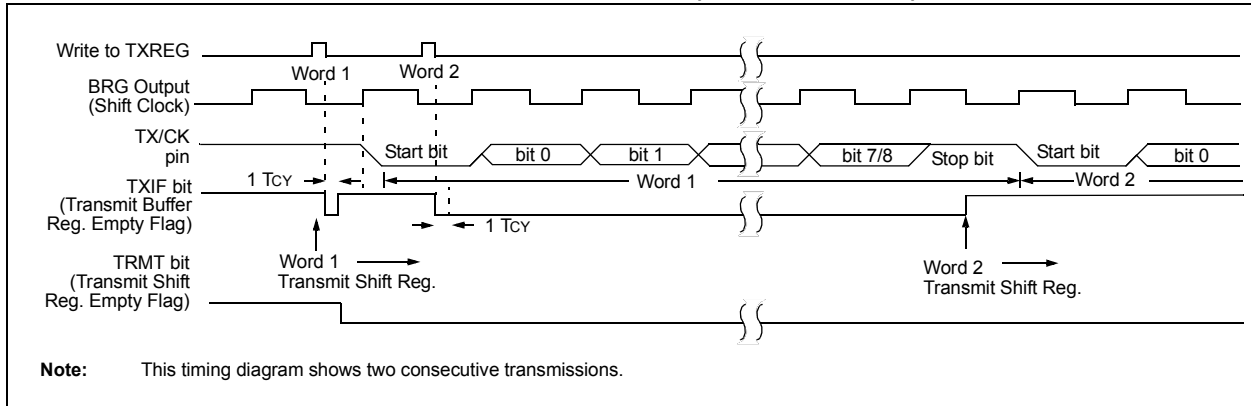 Write to TXREG
Word 1 Word 2
BRG Output
(Shift Clock)
TX/CK
pin
Start bit bit 0 bit 1 bit 7/8 Stop bit Start bit bit 0
1 TCY Word 1 Word 2
TXIF bit
(Transmit Buffer
Reg. Empty Flag)
1 TCY
TRMT bit
(Transmit Shift
Reg. Empty Flag)
Word 1
Transmit Shift Reg.
Word 2
Transmit Shift Reg.
Note: This timing diagram shows two consecutive transmissions.